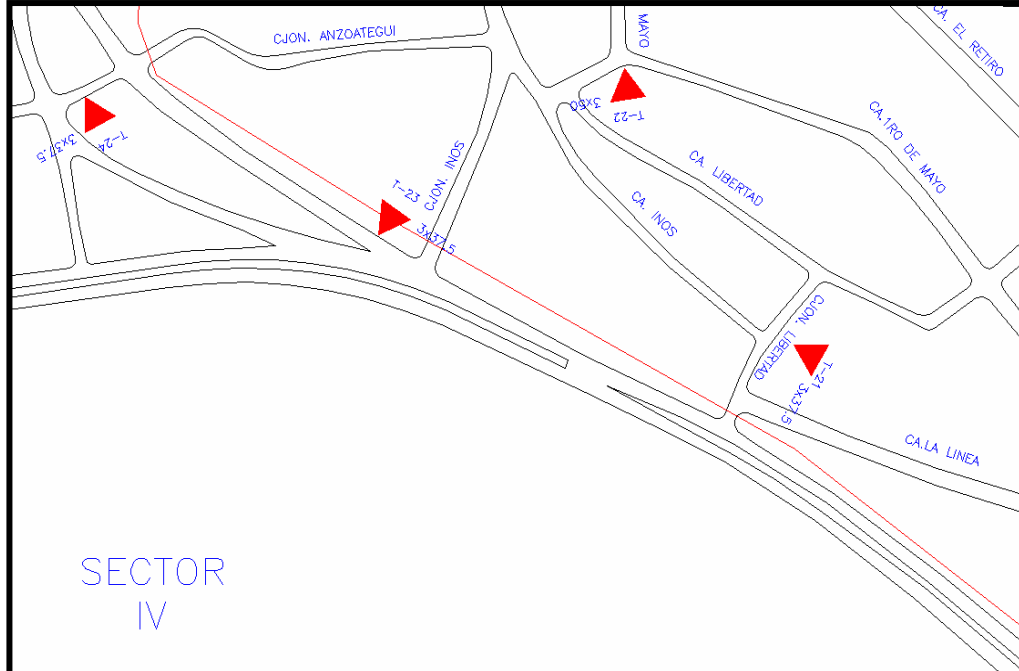 CJON. ANZOATEGUI
MAYO
CA. EL RETIRO
T-24
3x37.5
T-22
3x50
CA.1RO DE MAYO
CJON. INOS
CA. LIBERTAD
T-23
3x37.5
CA. INOS
CJON. LIBERTAD
T-21
3x37.5
CA.LA LINEA
SECTOR
IV